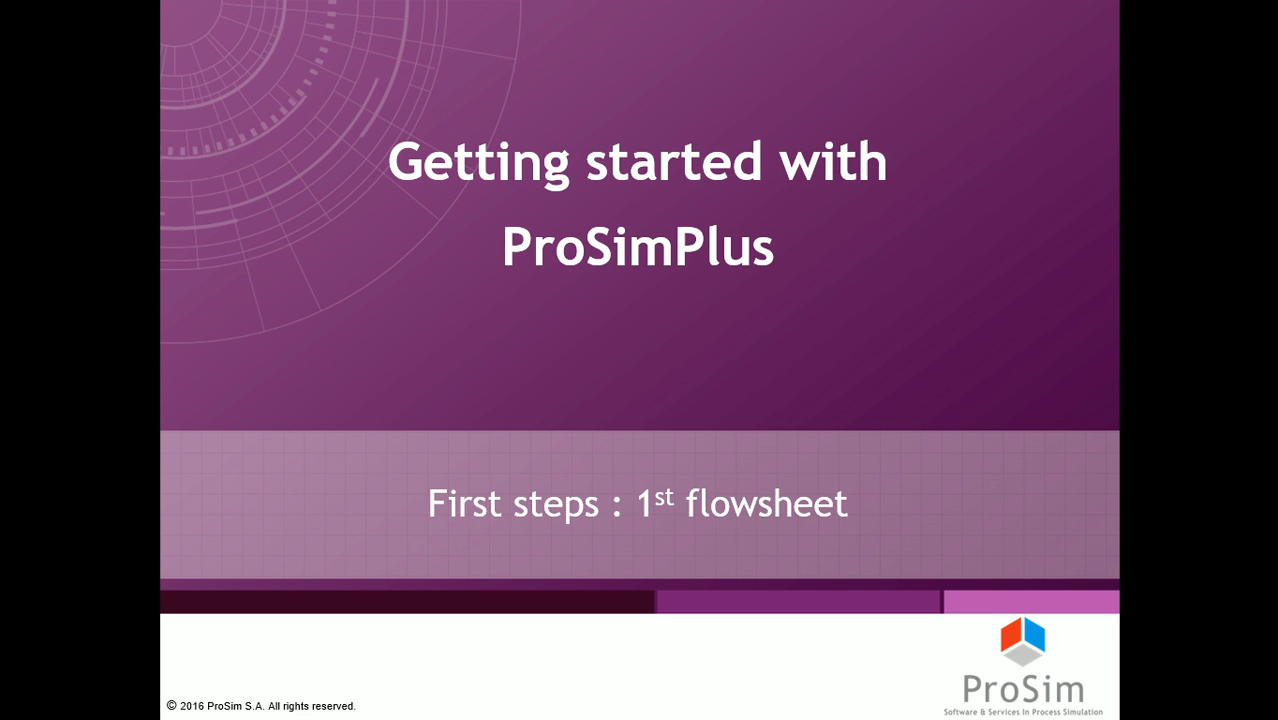 Getting started with
ProSimPlus
First steps : 1st flowsheet
ProSim
Software & Services In Process Simulation
© 2016 ProSim S.A. All rights reserved.